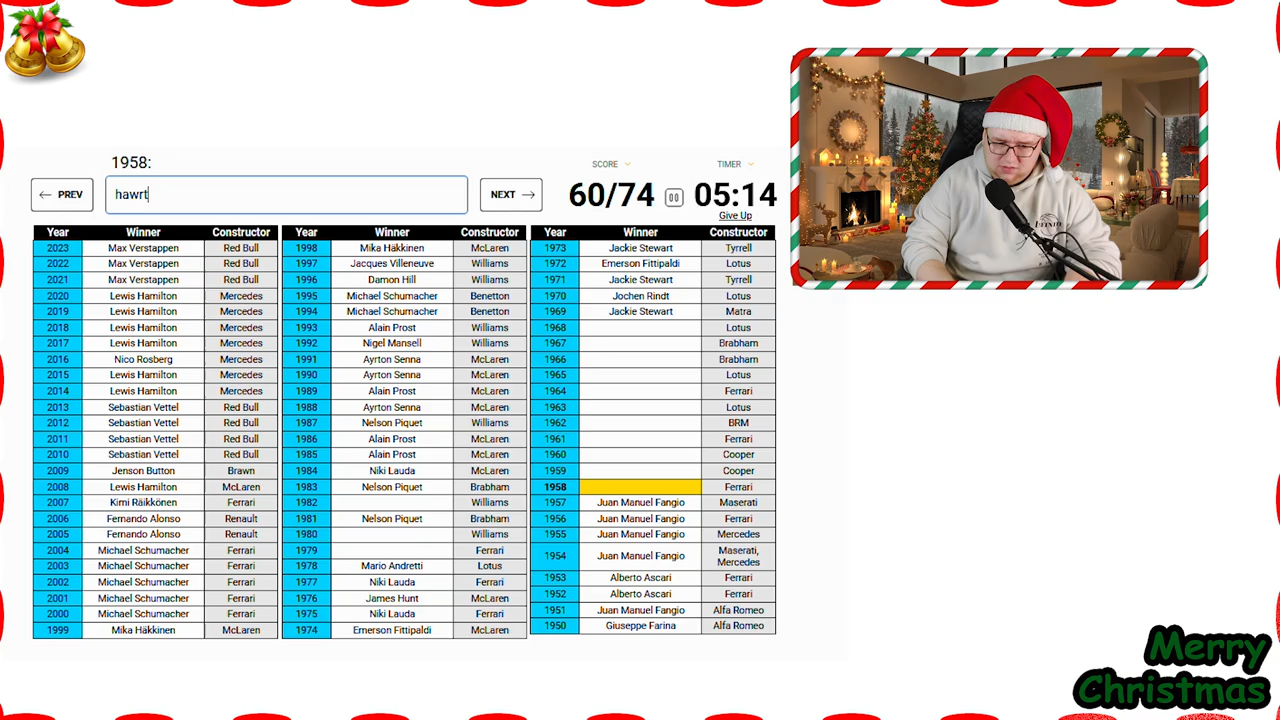 1958:
← PREV
hawrt
NEXT →
SCORE
60/74
TIMER
05:14
Give Up
Year Winner Constructor
2023 Max Verstappen Red Bull
2022 Max Verstappen Red Bull
2021 Max Verstappen Red Bull
2020 Lewis Hamilton Mercedes
2019 Lewis Hamilton Mercedes
2018 Lewis Hamilton Mercedes
2017 Lewis Hamilton Mercedes
2016 Nico Rosberg Mercedes
2015 Lewis Hamilton Mercedes
2014 Lewis Hamilton Mercedes
2013 Sebastian Vettel Red Bull
2012 Sebastian Vettel Red Bull
2011 Sebastian Vettel Red Bull
2010 Sebastian Vettel Red Bull
2009 Jenson Button Brawn
2008 Lewis Hamilton McLaren
2007 Kimi Räikkönen Ferrari
2006 Fernando Alonso Renault
2005 Fernando Alonso Renault
2004 Michael Schumacher Ferrari
2003 Michael Schumacher Ferrari
2002 Michael Schumacher Ferrari
2001 Michael Schumacher Ferrari
2000 Michael Schumacher Ferrari
1999 Mika Häkkinen McLaren
Year Winner Constructor
1998 Mika Häkkinen McLaren
1997 Jacques Villeneuve Williams
1996 Damon Hill Williams
1995 Michael Schumacher Benetton
1994 Michael Schumacher Benetton
1993 Alain Prost Williams
1992 Nigel Mansell Williams
1991 Ayrton Senna McLaren
1990 Ayrton Senna McLaren
1989 Alain Prost McLaren
1988 Ayrton Senna McLaren
1987 Nelson Piquet Williams
1986 Alain Prost McLaren
1985 Alain Prost McLaren
1984 Niki Lauda McLaren
1983 Nelson Piquet Brabham
1982 Williams
1981 Nelson Piquet Brabham
1980 Williams
1979 Ferrari
1978 Mario Andretti Lotus
1977 Niki Lauda Ferrari
1976 James Hunt McLaren
1975 Niki Lauda Ferrari
1974 Emerson Fittipaldi McLaren
Year Winner Constructor
1973 Jackie Stewart Tyrrell
1972 Emerson Fittipaldi Lotus
1971 Jackie Stewart Tyrrell
1970 Jochen Rindt Lotus
1969 Jackie Stewart Matra
1968 Lotus
1967 Brabham
1966 Brabham
1965 Lotus
1964 Ferrari
1963 Lotus
1962 BRM
1961 Ferrari
1960 Cooper
1959 Cooper
1958 Ferrari
1957 Juan Manuel Fangio Maserati
1956 Juan Manuel Fangio Ferrari
1955 Juan Manuel Fangio Mercedes
1954 Juan Manuel Fangio Maserati,
Mercedes
1953 Alberto Ascari Ferrari
1952 Alberto Ascari Ferrari
1951 Juan Manuel Fangio Alfa Romeo
1950 Giuseppe Farina Alfa Romeo
Merry
Christmas